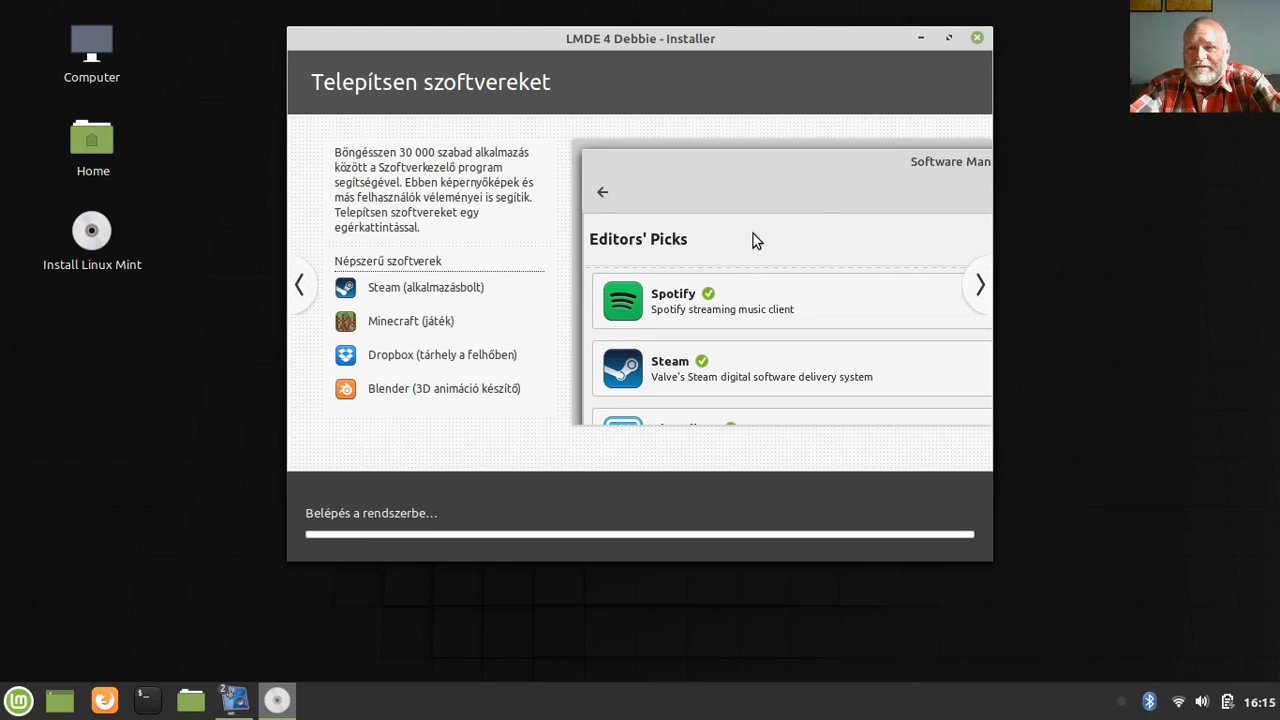 LMDE 4 Debbie - Installer
Telepítsen szoftvereket
Computer
Home
Install Linux Mint
Böngésszen 30 000 szabad alkalmazás
között a Szoftverkezelő program
segítségével. Ebben képernyőképek és
más felhasználók véleményei is segítik.
Telepítsen szoftvereket egy
egérkattintással.
Népszerű szoftverek
Steam (alkalmazásbolt)
Minecraft (játék)
Dropbox (tárhely a felhőben)
Blender (3D animáció készítő)
Software Man
Editors' Picks
Spotify
Spotify streaming music client
Steam
Valve's Steam digital software delivery system
Belépés a rendszerbe…
2
16:15